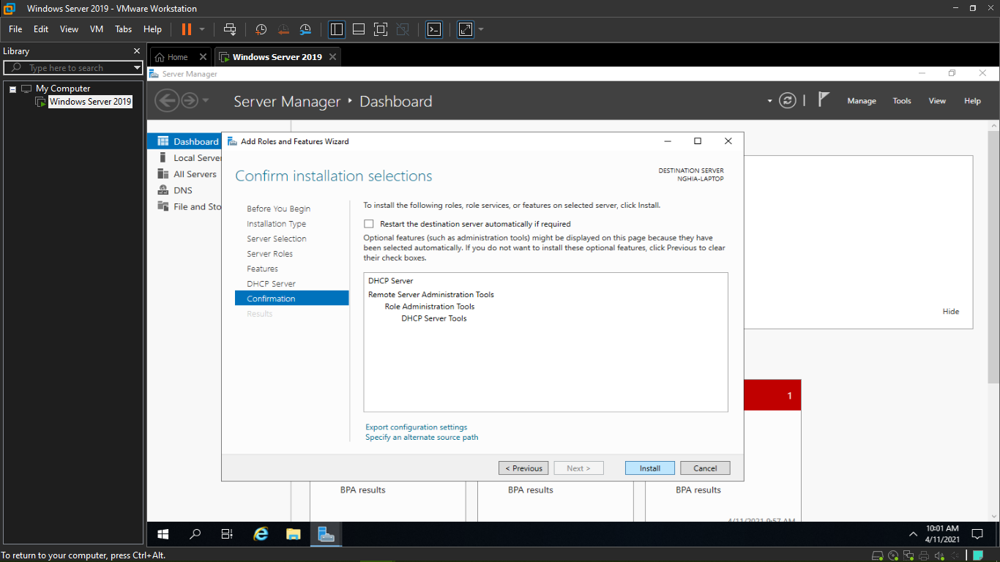 Windows Server 2019 - VMware Workstation
File Edit View VM Tabs Help
Library
Type here to search
My Computer
Windows Server 2019
Home
Windows Server 2019
Server Manager
Server Manager • Dashboard
Manage Tools View Help
Dashboard
Local Server
All Servers
DNS
File and Sto
Add Roles and Features Wizard
Confirm installation selections
DESTINATION SERVER
NGHIA-LAPTOP
Before You Begin
Installation Type
Server Selection
Server Roles
Features
DHCP Server
Confirmation
Results
To install the following roles, role services, or features on selected server, click Install.
Restart the destination server automatically if required
Optional features (such as administration tools) might be displayed on this page because they have
been selected automatically. If you do not want to install these optional features, click Previous to clear
their check boxes.
DHCP Server
Remote Server Administration Tools
Role Administration Tools
DHCP Server Tools
Export configuration settings
Specify an alternate source path
< Previous Next > Install Cancel
Hide
1
BPA results
BPA results
BPA results
4/11/2021 9:57 AM
10:01 AM
4/11/2021
To return to your computer, press Ctrl+Alt.